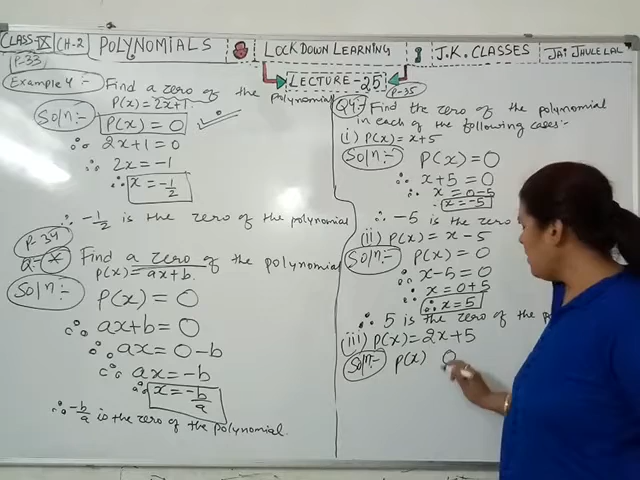 CLASS-IX CH-2 POLYNOMIALS LOCKDOWN LEARNING J.K. CLASSES JAI JHULELAL
LECTURE-25
P-33
Example 4:- Find a zero of the polynomial
P(x)=2x+1.
Soln:- P(x) = 0
∴ 2x+1=0
∴ 2x=-1
∴ x=-1/2
∴ -1/2 is the zero of the polynomial
P-34
Q-* Find a zero of the polynomial
P(x)=ax+b.
Soln:- P(x)=0
∴ ax+b=0
∴ ax=0-b
∴ ax=-b
∴ x=-b/a
∴ -b/a is the zero of the polynomial.
P-35
Q4:- Find the zero of the polynomial
in each of the following cases:-
(i) P(x)=x+5
Soln:- P(x)=0
∴ x+5=0
∴ x=0-5
∴ x=-5
∴ -5 is the zero
(ii) P(x)=x-5
Soln:- P(x)=0
∴ x-5=0
∴ x=0+5
∴ x=5
∴ 5 is the zero of the
(iii) P(x)=2x+5
Soln:- P(x) 0